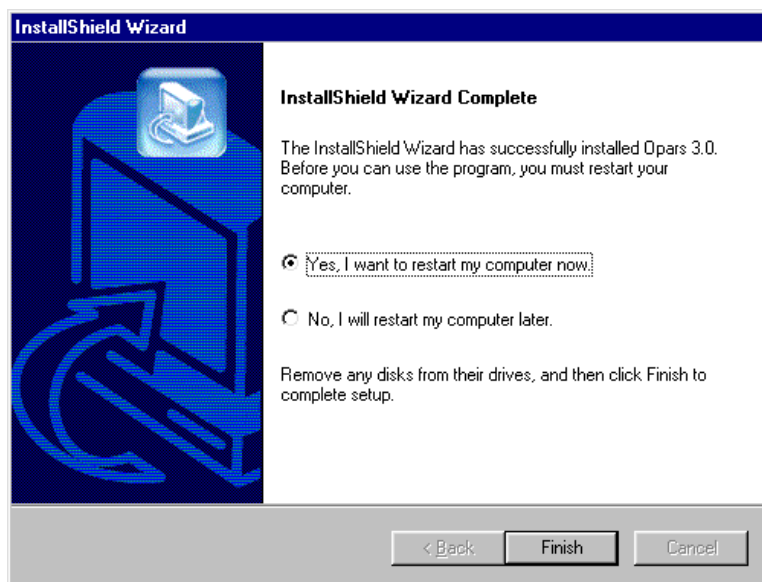 InstallShield Wizard
InstallShield Wizard Complete
The InstallShield Wizard has successfully installed Opars 3.0.
Before you can use the program, you must restart your
computer.
Yes, I want to restart my computer now.
No, I will restart my computer later.
Remove any disks from their drives, and then click Finish to
complete setup.
< Back
Finish
Cancel